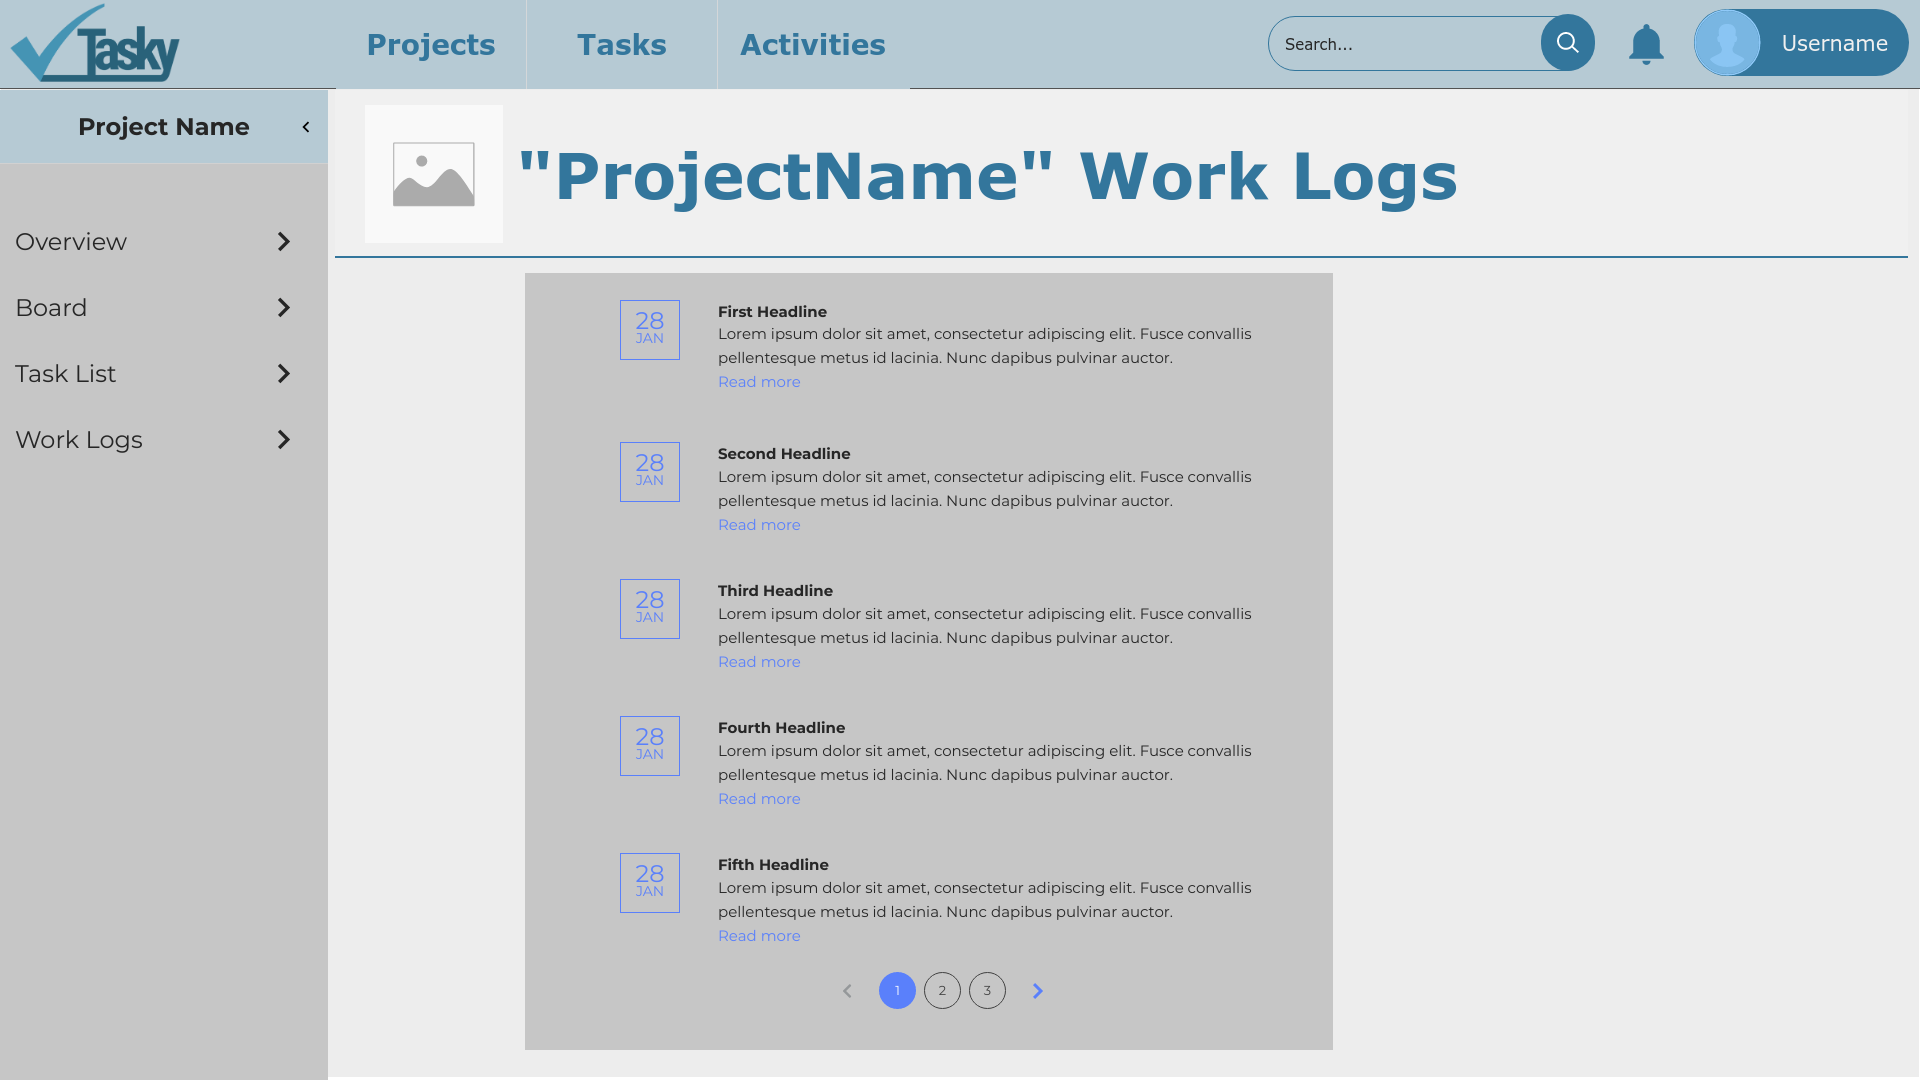 Tasky
Projects
Tasks
Activities
Search...
Username
Project Name
Overview
Board
Task List
Work Logs
"ProjectName" Work Logs
28
JAN
First Headline
Lorem ipsum dolor sit amet, consectetur adipiscing elit. Fusce convallis
pellentesque metus id lacinia. Nunc dapibus pulvinar auctor.
Read more
28
JAN
Second Headline
Lorem ipsum dolor sit amet, consectetur adipiscing elit. Fusce convallis
pellentesque metus id lacinia. Nunc dapibus pulvinar auctor.
Read more
28
JAN
Third Headline
Lorem ipsum dolor sit amet, consectetur adipiscing elit. Fusce convallis
pellentesque metus id lacinia. Nunc dapibus pulvinar auctor.
Read more
28
JAN
Fourth Headline
Lorem ipsum dolor sit amet, consectetur adipiscing elit. Fusce convallis
pellentesque metus id lacinia. Nunc dapibus pulvinar auctor.
Read more
28
JAN
Fifth Headline
Lorem ipsum dolor sit amet, consectetur adipiscing elit. Fusce convallis
pellentesque metus id lacinia. Nunc dapibus pulvinar auctor.
Read more
1 2 3